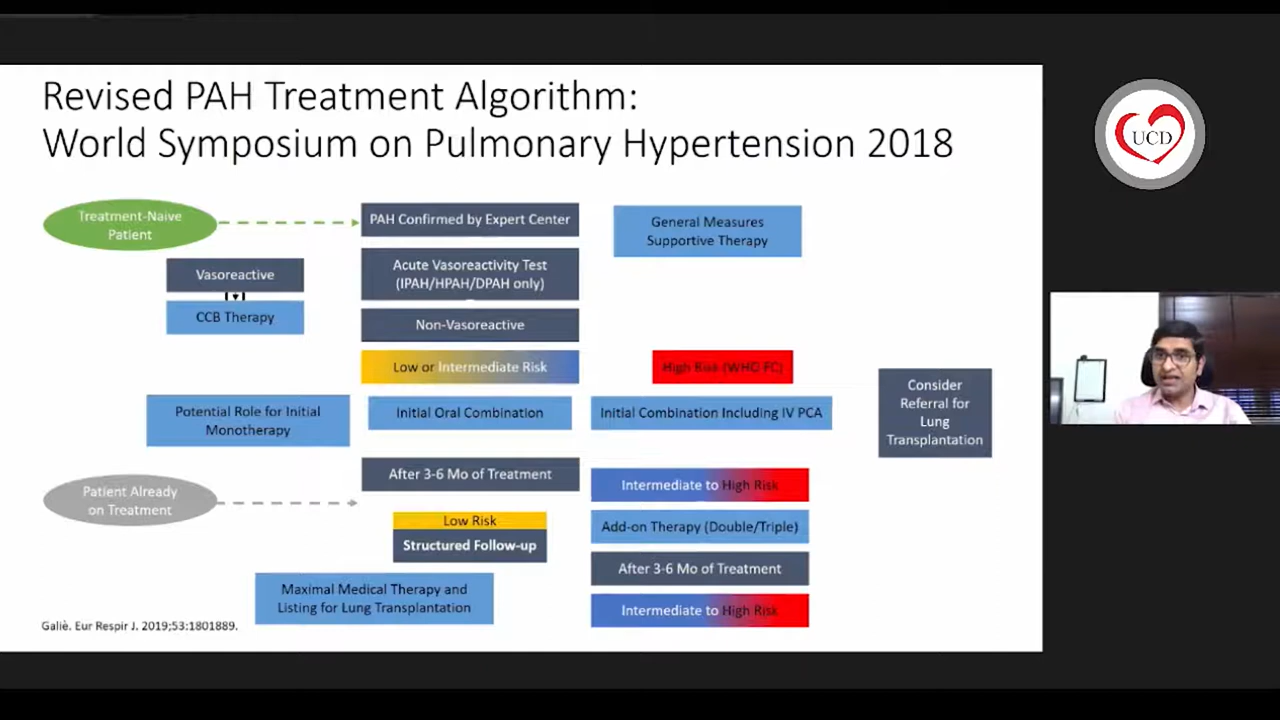 Revised PAH Treatment Algorithm:
World Symposium on Pulmonary Hypertension 2018
UCD
Treatment-Naive
Patient
PAH Confirmed by Expert Center
General Measures
Supportive Therapy
Vasoreactive
Acute Vasoreactivity Test
(IPAH/HPAH/DPAH only)
CCB Therapy
Non-Vasoreactive
Low or Intermediate Risk
High Risk (WHO FC)
Potential Role for Initial
Monotherapy
Initial Oral Combination
Initial Combination Including IV PCA
Consider
Referral for
Lung
Transplantation
After 3-6 Mo of Treatment
Patient Already
on Treatment
Intermediate to High Risk
Low Risk
Structured Follow-up
Add-on Therapy (Double/Triple)
After 3-6 Mo of Treatment
Maximal Medical Therapy and
Listing for Lung Transplantation
Intermediate to High Risk
Galiè. Eur Respir J. 2019;53:1801889.